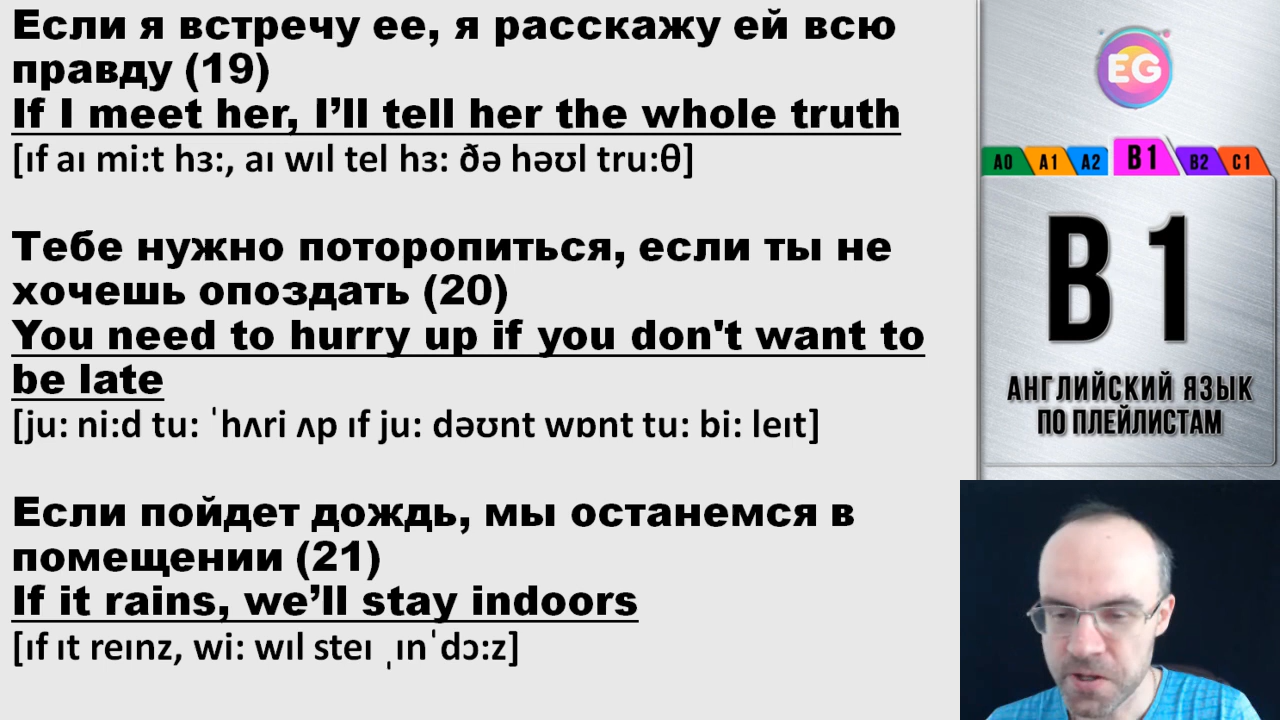 Если я встречу ее, я расскажу ей всю
правду (19)
If I meet her, I’ll tell her the whole truth
[ɪf aɪ mi:t hɜ:, aɪ wɪl tel hɜ: ðə həʊl tru:θ]
Тебе нужно поторопиться, если ты не
хочешь опоздать (20)
You need to hurry up if you don't want to
be late
[ju: ni:d tu: ˈhʌri ʌp ɪf ju: dəʊnt wɒnt tu: bi: leɪt]
Если пойдет дождь, мы останемся в
помещении (21)
If it rains, we’ll stay indoors
[ɪf ɪt reɪnz, wi: wɪl steɪ ˌɪnˈdɔ:z]
EG
A0 A1 A2 B1 B2 C1
B1
АНГЛИЙСКИЙ ЯЗЫК
ПО ПЛЕЙЛИСТАМ